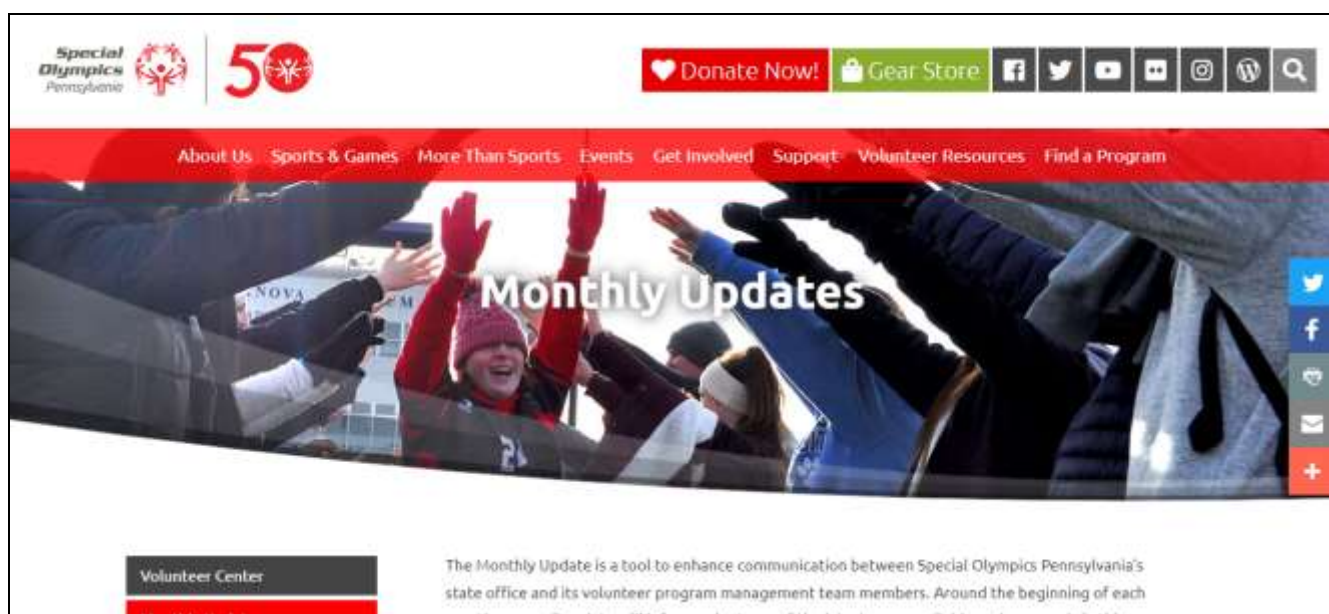 Special
Olympics
Pennsylvania
50
Donate Now!
Gear Store
About Us Sports & Games More Than Sports Events Get Involved Support Volunteer Resources Find a Program
NOVA
Monthly Updates
21
Volunteer Center
The Monthly Update is a tool to enhance communication between Special Olympics Pennsylvania's
state office and its volunteer program management team members. Around the beginning of each